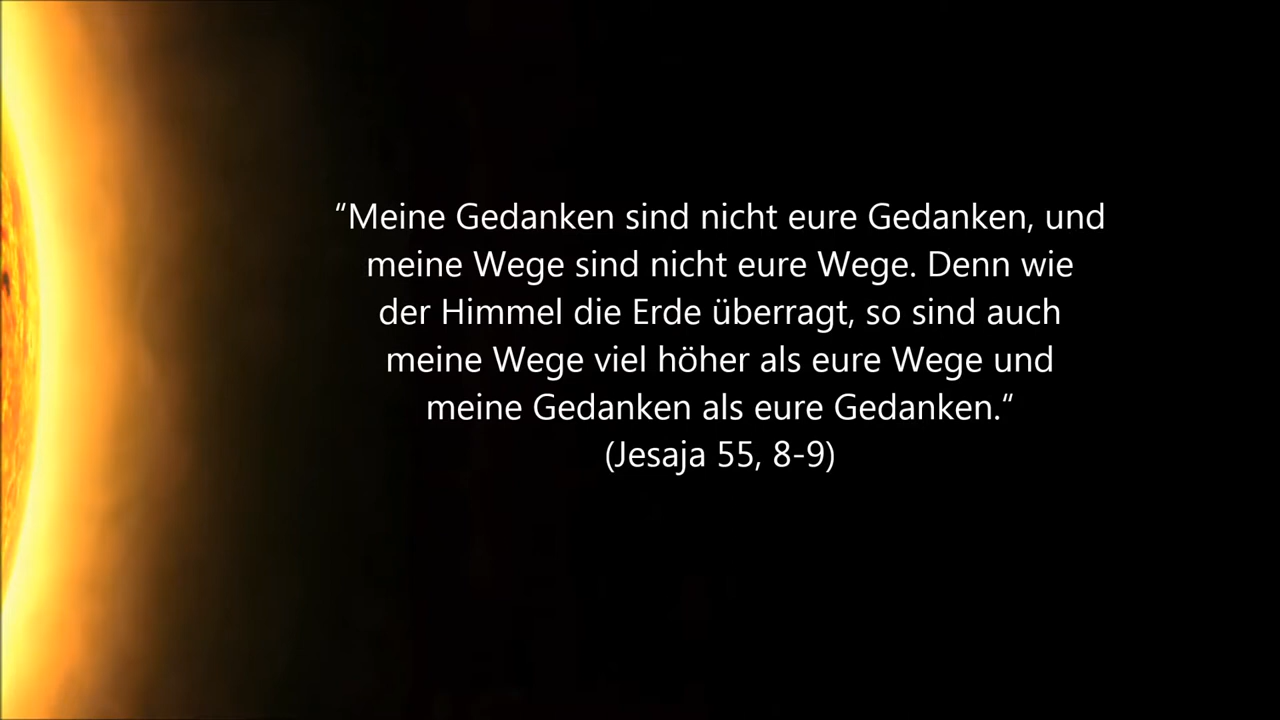 “Meine Gedanken sind nicht eure Gedanken, und
meine Wege sind nicht eure Wege. Denn wie
der Himmel die Erde überragt, so sind auch
meine Wege viel höher als eure Wege und
meine Gedanken als eure Gedanken.“
(Jesaja 55, 8-9)